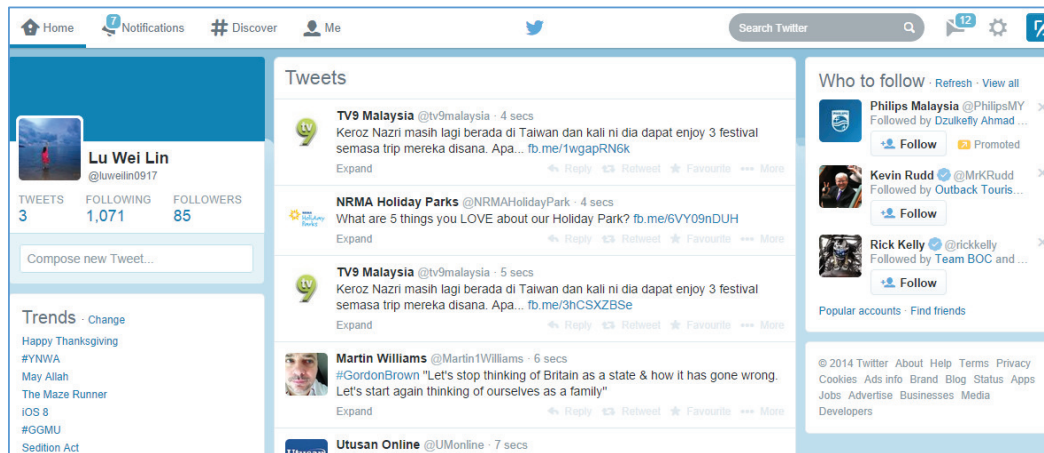 Home
7
Notifications
Discover
Me
Search Twitter
12
Lu Wei Lin
@luweilin0917
TWEETS FOLLOWING FOLLOWERS
3 1,071 85
Compose new Tweet...
Trends · Change
Happy Thanksgiving
#YNWA
May Allah
The Maze Runner
iOS 8
#GGMU
Sedition Act
Tweets
tv9
TV9 Malaysia @tv9malaysia · 4 secs
Keroz Nazri masih lagi berada di Taiwan dan kali ni dia dapat enjoy 3 festival
semasa trip mereka disana. Apa... fb.me/1wgapRN6k
Expand Reply Retweet Favourite More
NRMA Holiday Parks @NRMAHolidayPark · 4 secs
What are 5 things you LOVE about our Holiday Park? fb.me/6VY09nDUH
Expand Reply Retweet Favourite More
tv9
TV9 Malaysia @tv9malaysia · 5 secs
Keroz Nazri masih lagi berada di Taiwan dan kali ni dia dapat enjoy 3 festival
semasa trip mereka disana. Apa... fb.me/3hCSXZBSe
Expand Reply Retweet Favourite More
Martin Williams @Martin1Williams · 6 secs
#GordonBrown "Let's stop thinking of Britain as a state & how it has gone wrong.
Let's start again thinking of ourselves as a family"
Expand Reply Retweet Favourite More
Utusan Online @UMonline · 7 secs
Who to follow · Refresh · View all
Philips Malaysia @PhilipsMY
Followed by Dzulkefly Ahmad ...
Follow Promoted
Kevin Rudd @MrKRudd
Followed by Outback Touris...
Follow
Rick Kelly @rickkelly
Followed by Team BOC and ...
Follow
Popular accounts · Find friends
© 2014 Twitter About Help Terms Privacy
Cookies Ads info Brand Blog Status Apps
Jobs Advertise Businesses Media
Developers